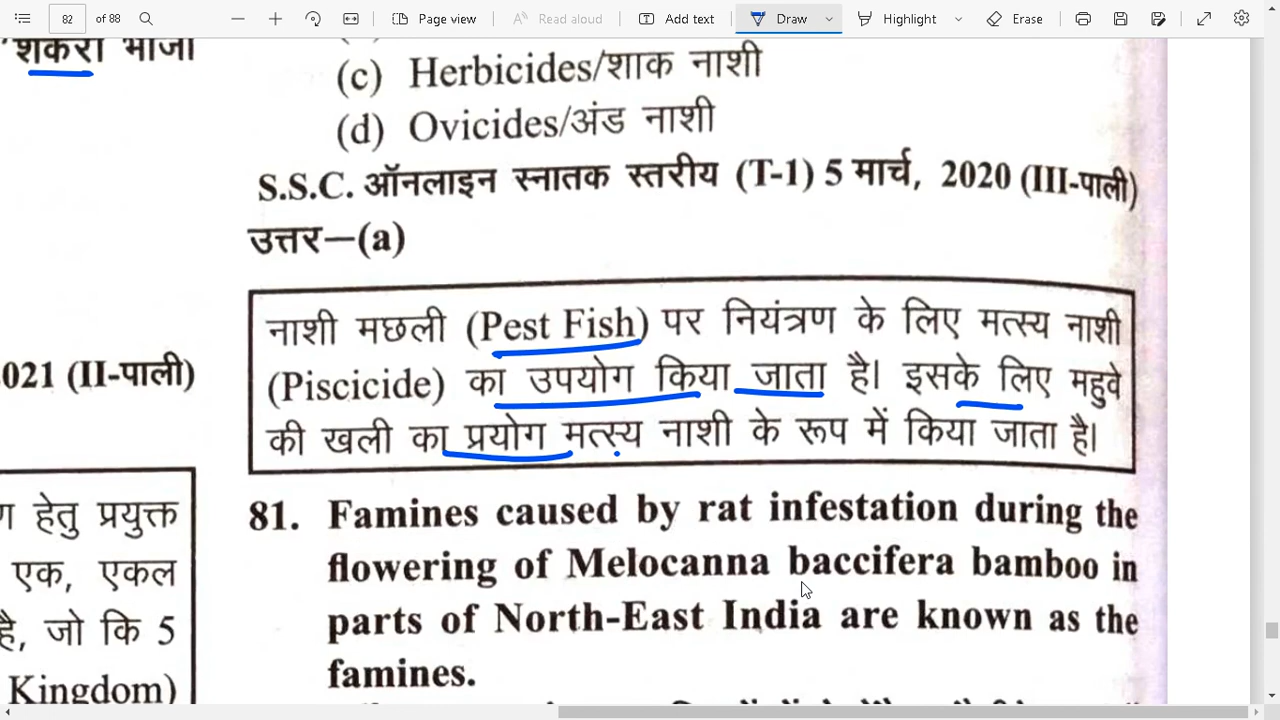 82 of 88
Page view
Read aloud
Add text
Draw
Highlight
Erase
'शर्करा भाजी
021 (II-पाली)
ण हेतु प्रयुक्त
एक, एकल
है, जो कि 5
Kingdom)
(c) Herbicides/शाक नाशी
(d) Ovicides/अंड नाशी
S.S.C. ऑनलाइन स्नातक स्तरीय (T-1) 5 मार्च, 2020 (III-पाली)
उत्तर–(a)
नाशी मछली (Pest Fish) पर नियंत्रण के लिए मत्स्य नाशी
(Piscicide) का उपयोग किया जाता है। इसके लिए महुवे
की खली का प्रयोग मत्स्य नाशी के रूप में किया जाता है।
81. Famines caused by rat infestation during the
flowering of Melocanna baccifera bamboo in
parts of North-East India are known as the
famines.